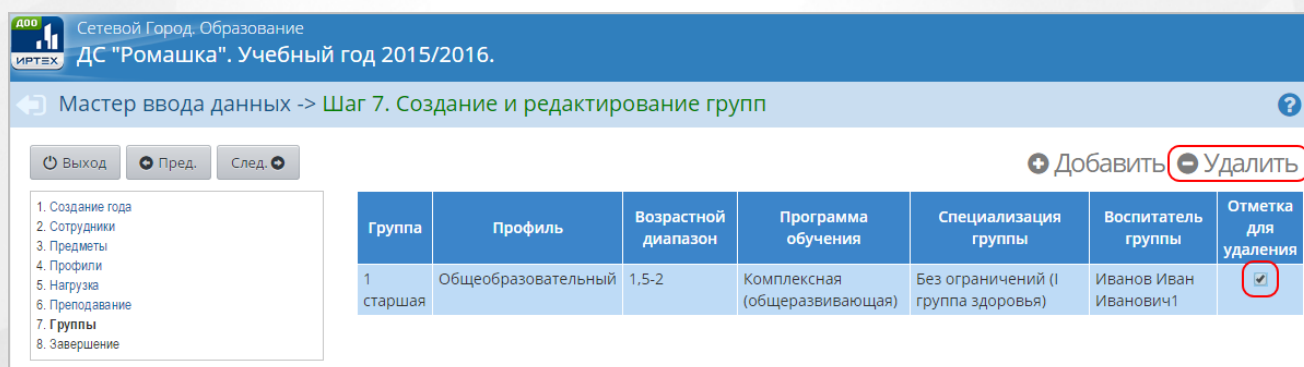 ДОО
ИРТЕХ
Сетевой Город. Образование
ДС "Ромашка". Учебный год 2015/2016.
Мастер ввода данных -> Шаг 7. Создание и редактирование групп
?
Выход Пред. След.
Добавить Удалить
1. Создание года
2. Сотрудники
3. Предметы
4. Профили
5. Нагрузка
6. Преподавание
7. Группы
8. Завершение
Группа Профиль Возрастной диапазон Программа обучения Специализация группы Воспитатель группы Отметка для удаления
1 старшая Общеобразовательный 1,5-2 Комплексная (общеразвивающая) Без ограничений (I группа здоровья) Иванов Иван Иванович1